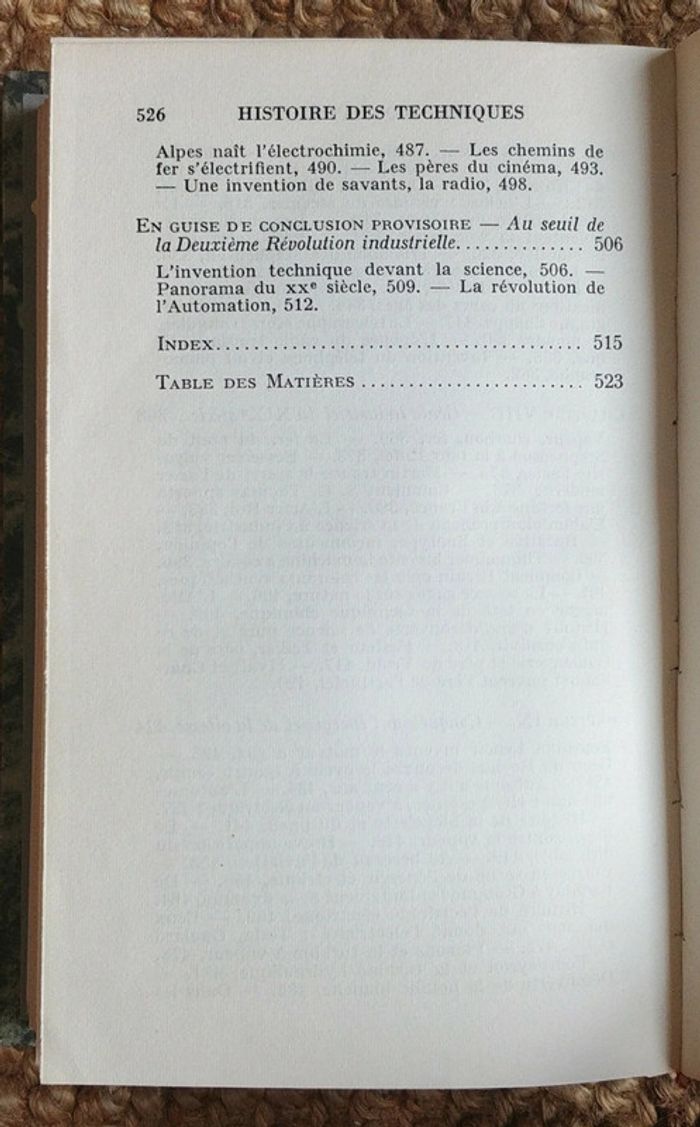 526 HISTOIRE DES TECHNIQUES
Alpes naît l'électrochimie, 487. — Les chemins de
fer s'électrifient, 490. — Les pères du cinéma, 493.
— Une invention de savants, la radio, 498.
EN GUISE DE CONCLUSION PROVISOIRE — Au seuil de
la Deuxième Révolution industrielle.............. 506
L'invention technique devant la science, 506. —
Panorama du XXe siècle, 509. — La révolution de
l'Automation, 512.
INDEX...................................... 515
TABLE DES MATIÈRES........................ 523